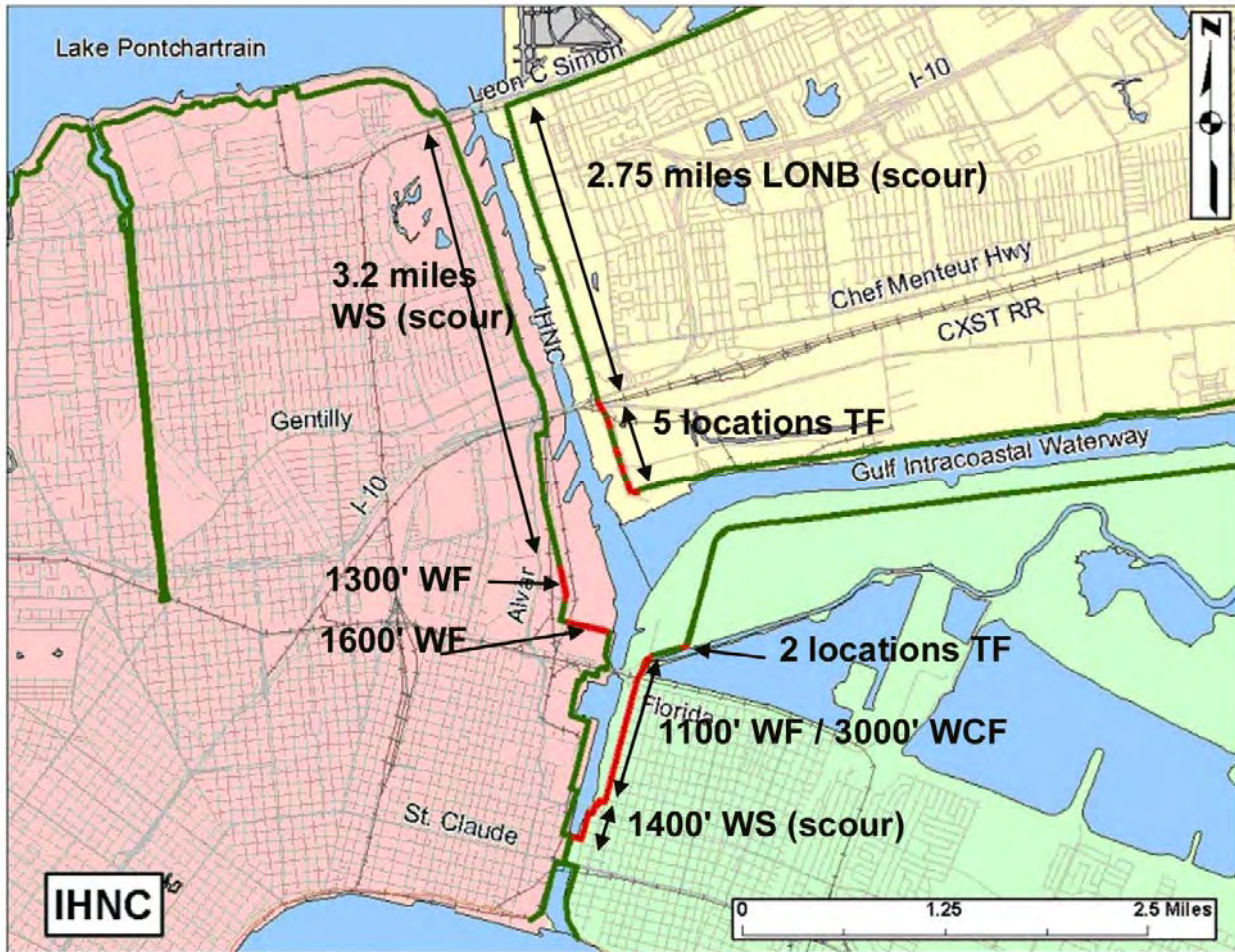 Lake Pontchartrain
N
Leon C Simon
I-10
2.75 miles LONB (scour)
Chef Menteur Hwy
3.2 miles
WS (scour)
IHNC
CXST RR
Gentilly
5 locations TF
Gulf Intracoastal Waterway
I-10
1300' WF
Alvar
1600' WF
2 locations TF
Florida
1100' WF / 3000' WCF
St. Claude
1400' WS (scour)
IHNC
0 1.25 2.5 Miles